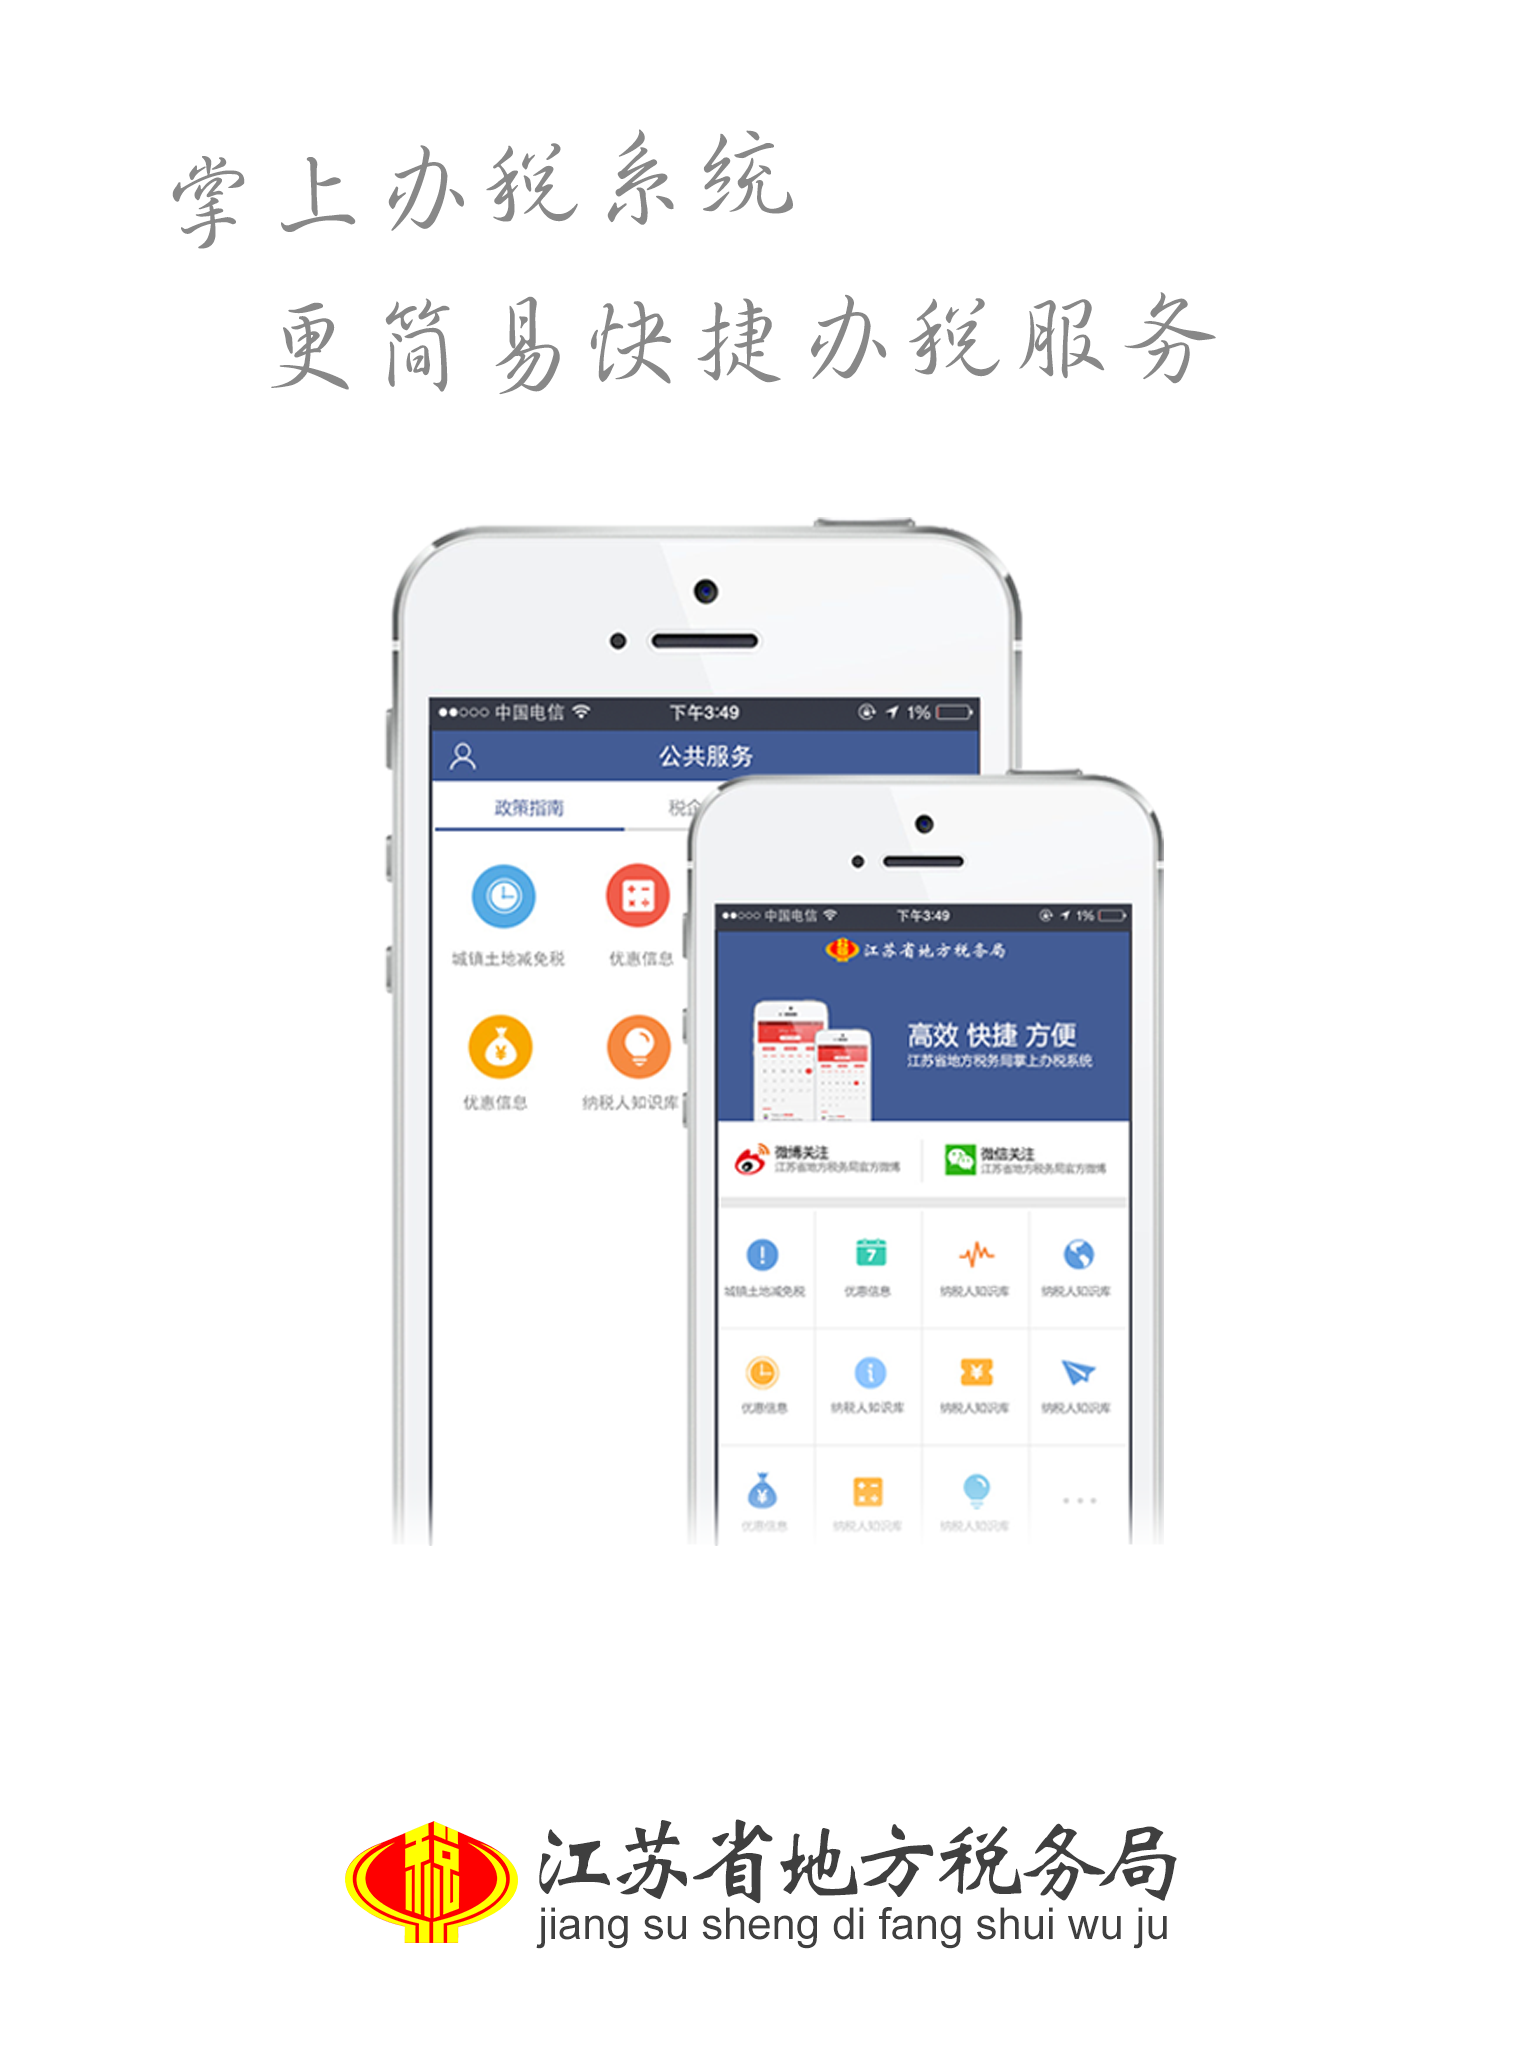 掌上办税系统
更简易快捷办税服务
中国电信 下午3:49 1%
公共服务
政策指南 税企
城镇土地减免税 优惠信息
优惠信息 纳税人知识库
中国电信 下午3:49 1%
江苏省地方税务局
高效 快捷 方便
江苏省地方税务局掌上办税系统
微博关注 微信关注
江苏省地方税务局官方微博 江苏省地方税务局官方微博
7
城镇土地减免税 优惠信息 纳税人知识库 纳税人知识库
优惠信息 纳税人知识库 纳税人知识库 纳税人知识库
优惠信息 纳税人知识库 纳税人知识库
江苏省地方税务局
jiang su sheng di fang shui wu ju